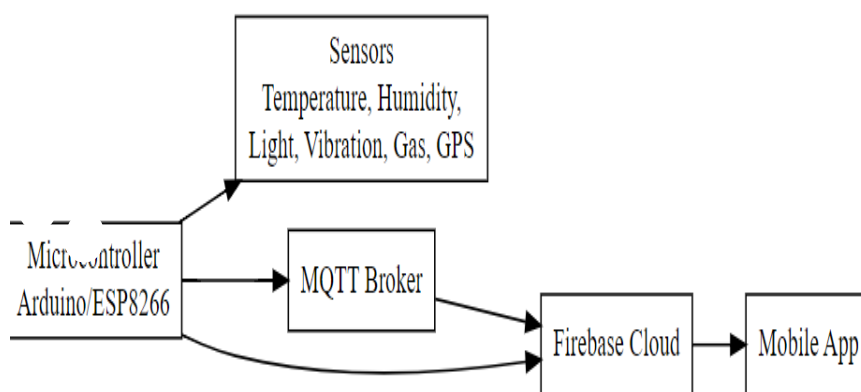 Sensors
Temperature, Humidity,
Light, Vibration, Gas, GPS
Microcontroller
Arduino/ESP8266
MQTT Broker
Firebase Cloud
Mobile App